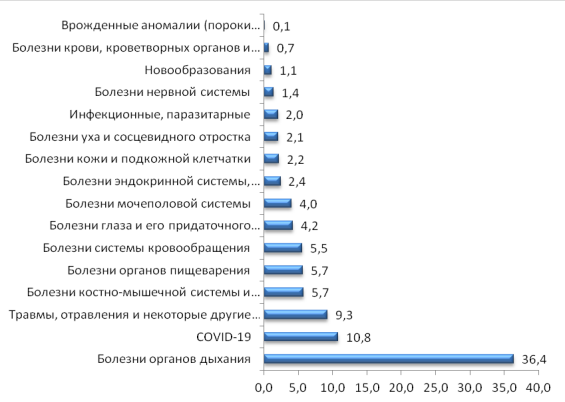 Врожденные аномалии (пороки... 0,1
Болезни крови, кроветворных органов и... 0,7
Новообразования 1,1
Болезни нервной системы 1,4
Инфекционные, паразитарные 2,0
Болезни уха и сосцевидного отростка 2,1
Болезни кожи и подкожной клетчатки 2,2
Болезни эндокринной системы,... 2,4
Болезни мочеполовой системы 4,0
Болезни глаза и его придаточного... 4,2
Болезни системы кровообращения 5,5
Болезни органов пищеварения 5,7
Болезни костно-мышечной системы и... 5,7
Травмы, отравления и некоторые другие... 9,3
COVID-19 10,8
Болезни органов дыхания 36,4
0,0 5,0 10,0 15,0 20,0 25,0 30,0 35,0 40,0